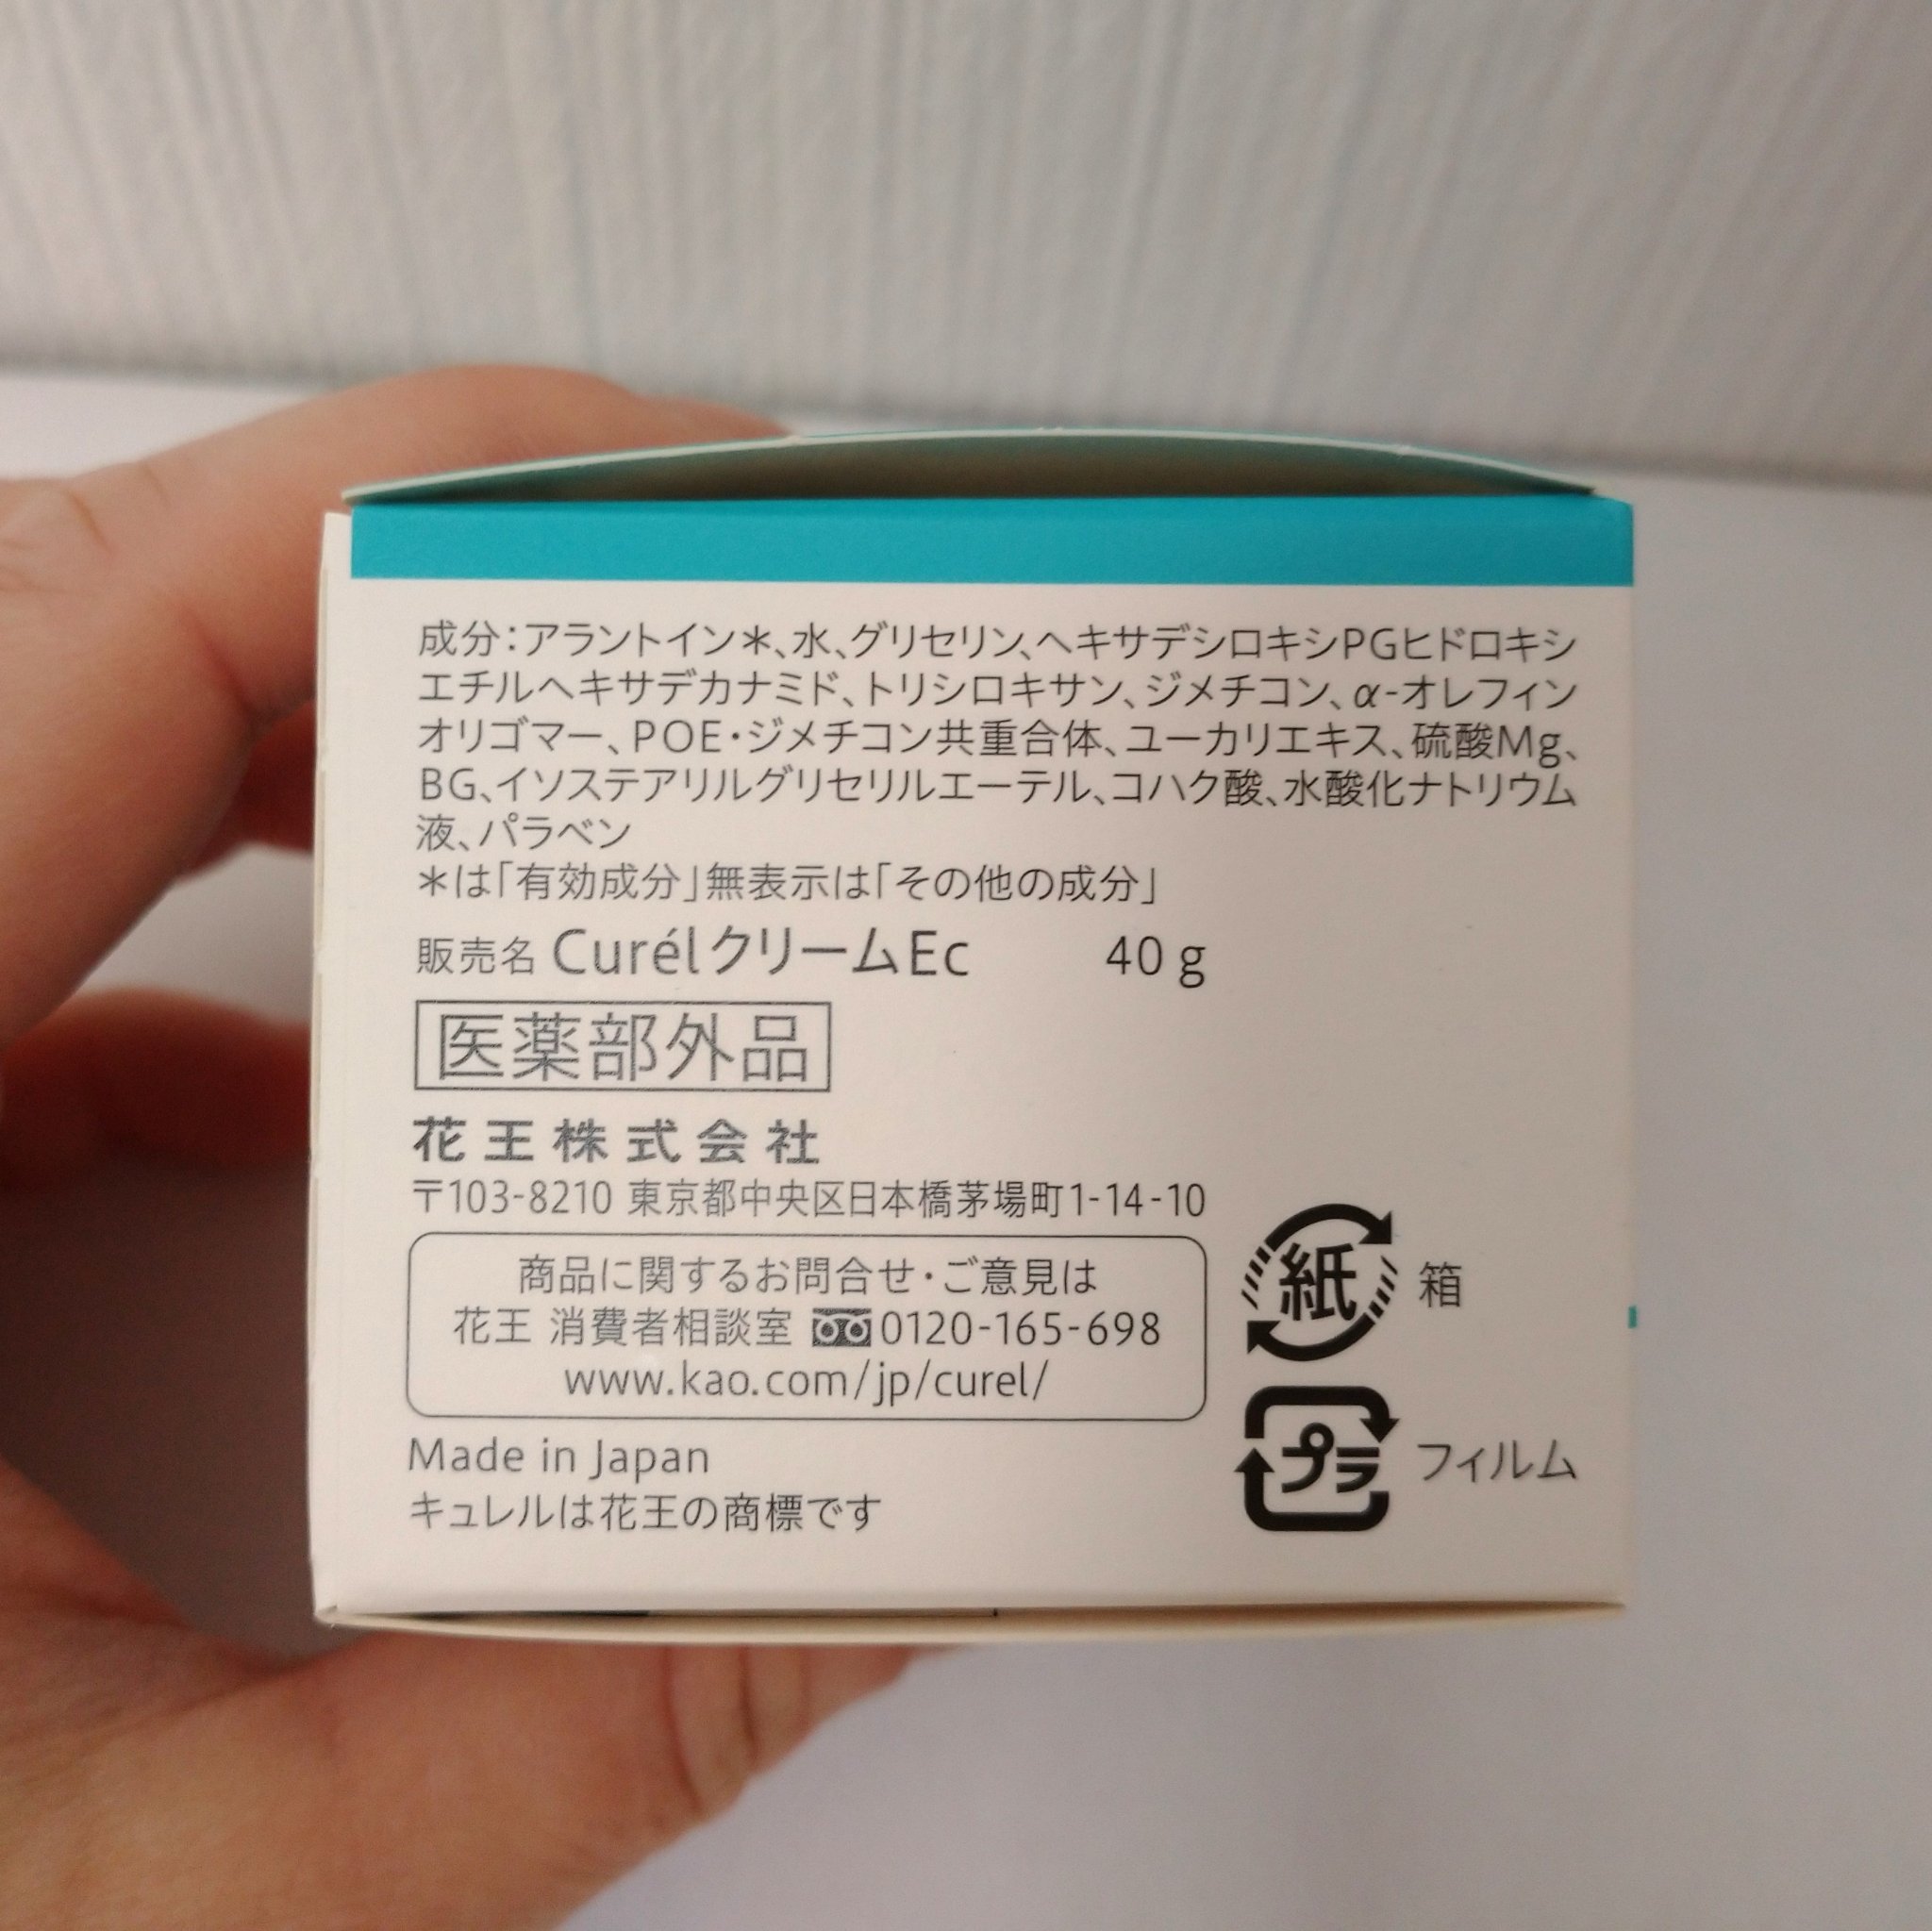 成分：アラントイン＊、水、グリセリン、ヘキサデシロキシPGヒドロキシ
エチルヘキサデカナミド、トリシロキサン、ジメチコン、α-オレフィン
オリゴマー、POE・ジメチコン共重合体、ユーカリエキス、硫酸Mg、
BG、イソステアリルグリセリルエーテル、コハク酸、水酸化ナトリウム
液、パラベン
＊は「有効成分」無表示は「その他の成分」
販売名 CurélクリームEc 40 g
医薬部外品
花王株式会社
〒103-8210 東京都中央区日本橋茅場町1-14-10
商品に関するお問合せ・ご意見は
花王 消費者相談室 0120-165-698
www.kao.com/jp/curel/
Made in Japan
キュレルは花王の商標です
紙 箱
プラ フィルム